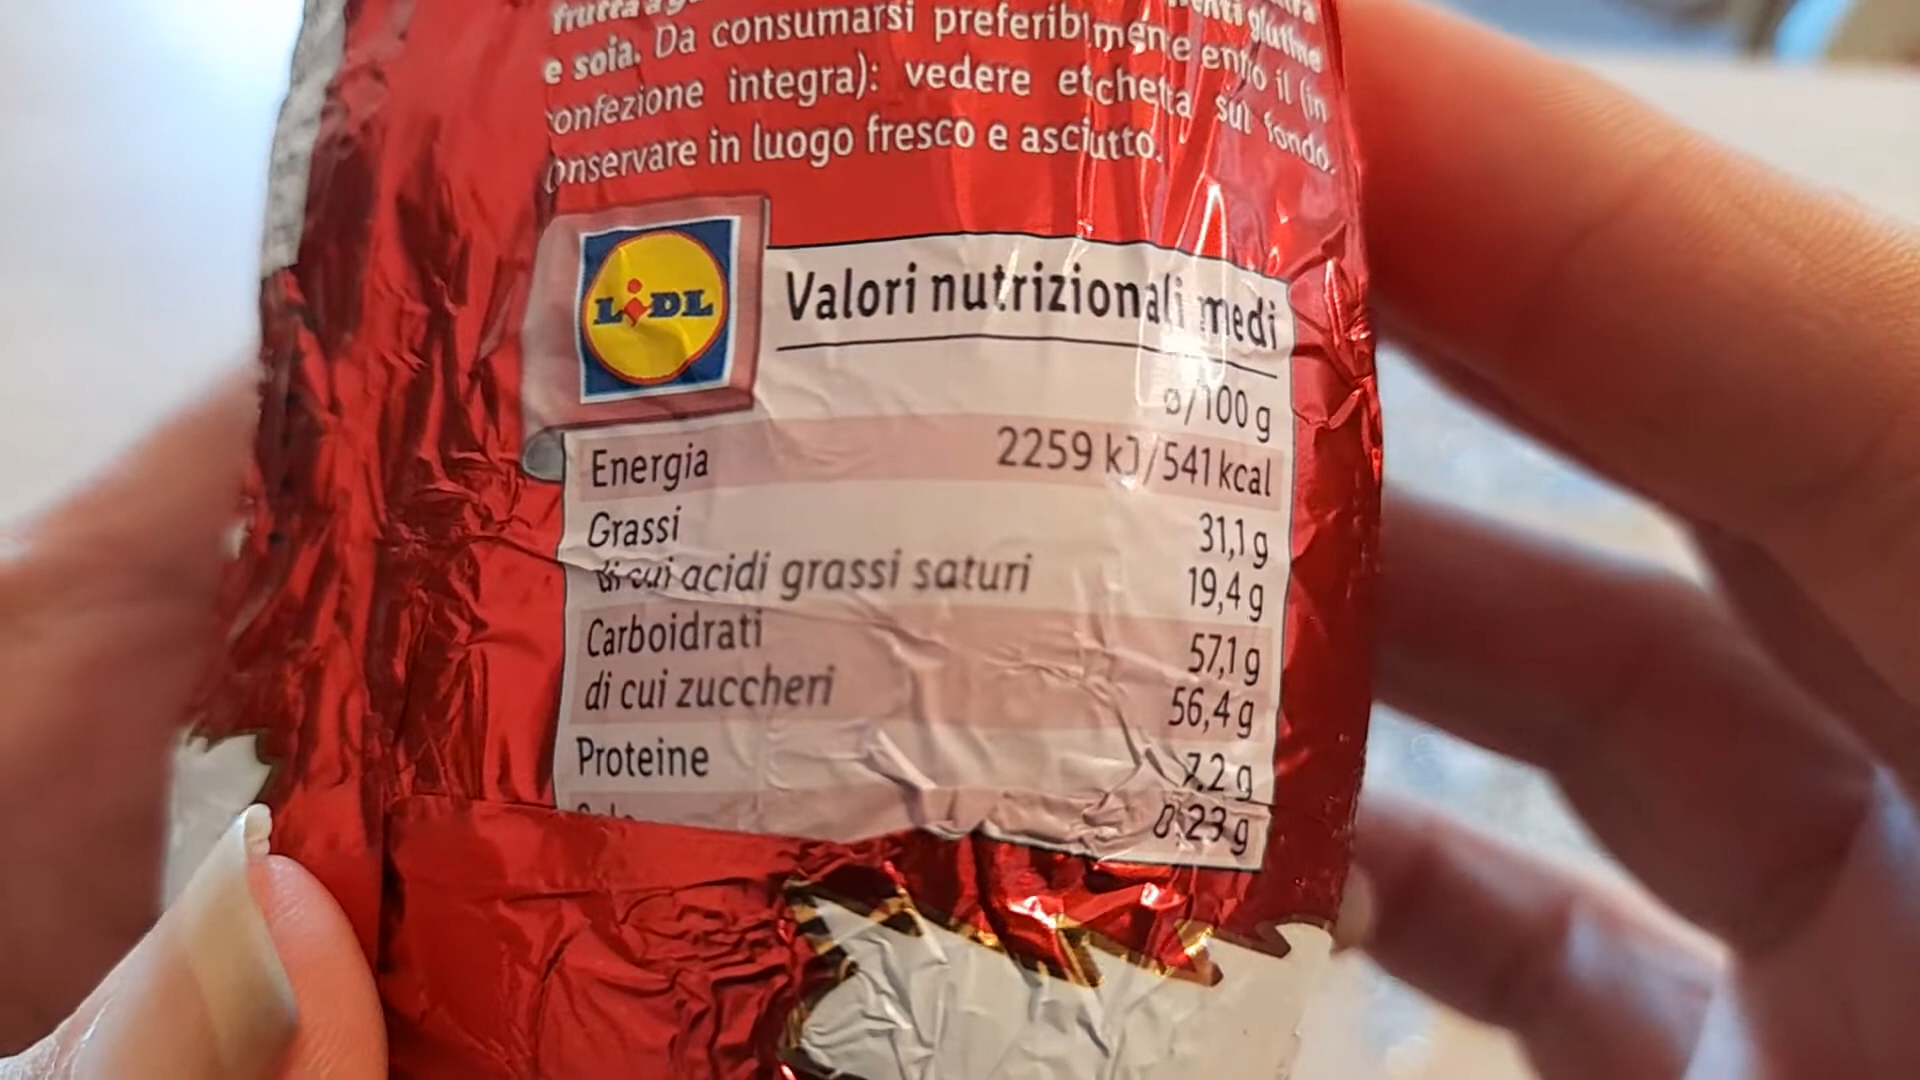 frutta a
e soia. Da consumarsi preferibilmente entro il (in
confezione integra): vedere etichetta sul fondo.
onservare in luogo fresco e asciutto.
LIDL
Valori nutrizionali medi
ø/100 g
Energia 2259 kJ/541 kcal
Grassi 31,1 g
di cui acidi grassi saturi 19,4 g
Carboidrati 57,1 g
di cui zuccheri 56,4 g
Proteine 7,2 g
0,23 g